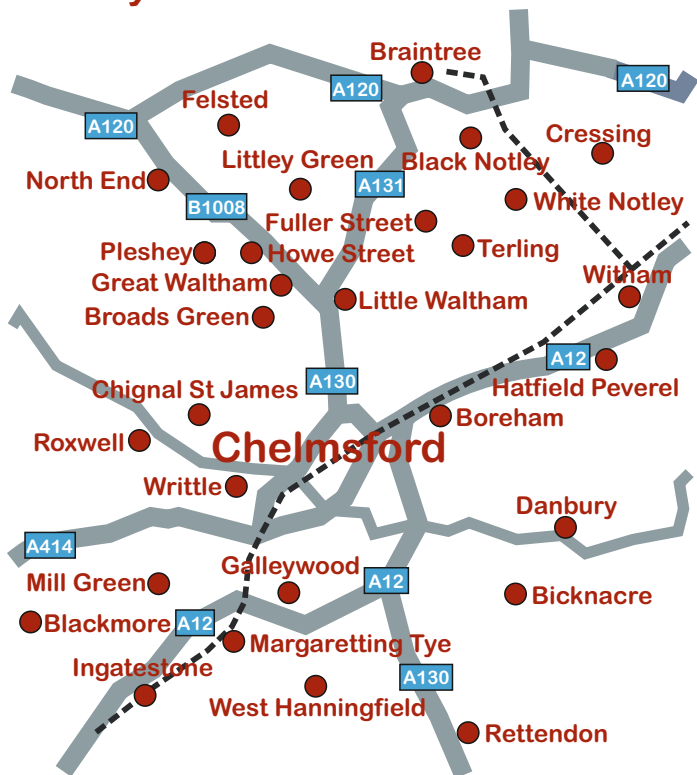 Braintree
A120
A120
Felsted
A120
Cressing
Littley Green
Black Notley
North End
A131
B1008
White Notley
Fuller Street
Pleshey
Howe Street
Terling
Great Waltham
Witham
Little Waltham
Broads Green
A12
A130
Hatfield Peverel
Chignal St James
Boreham
Roxwell
Chelmsford
Writtle
Danbury
A414
Galleywood
Mill Green
A12
Bicknacre
Blackmore
A12
Margaretting Tye
Ingatestone
A130
West Hanningfield
Rettendon